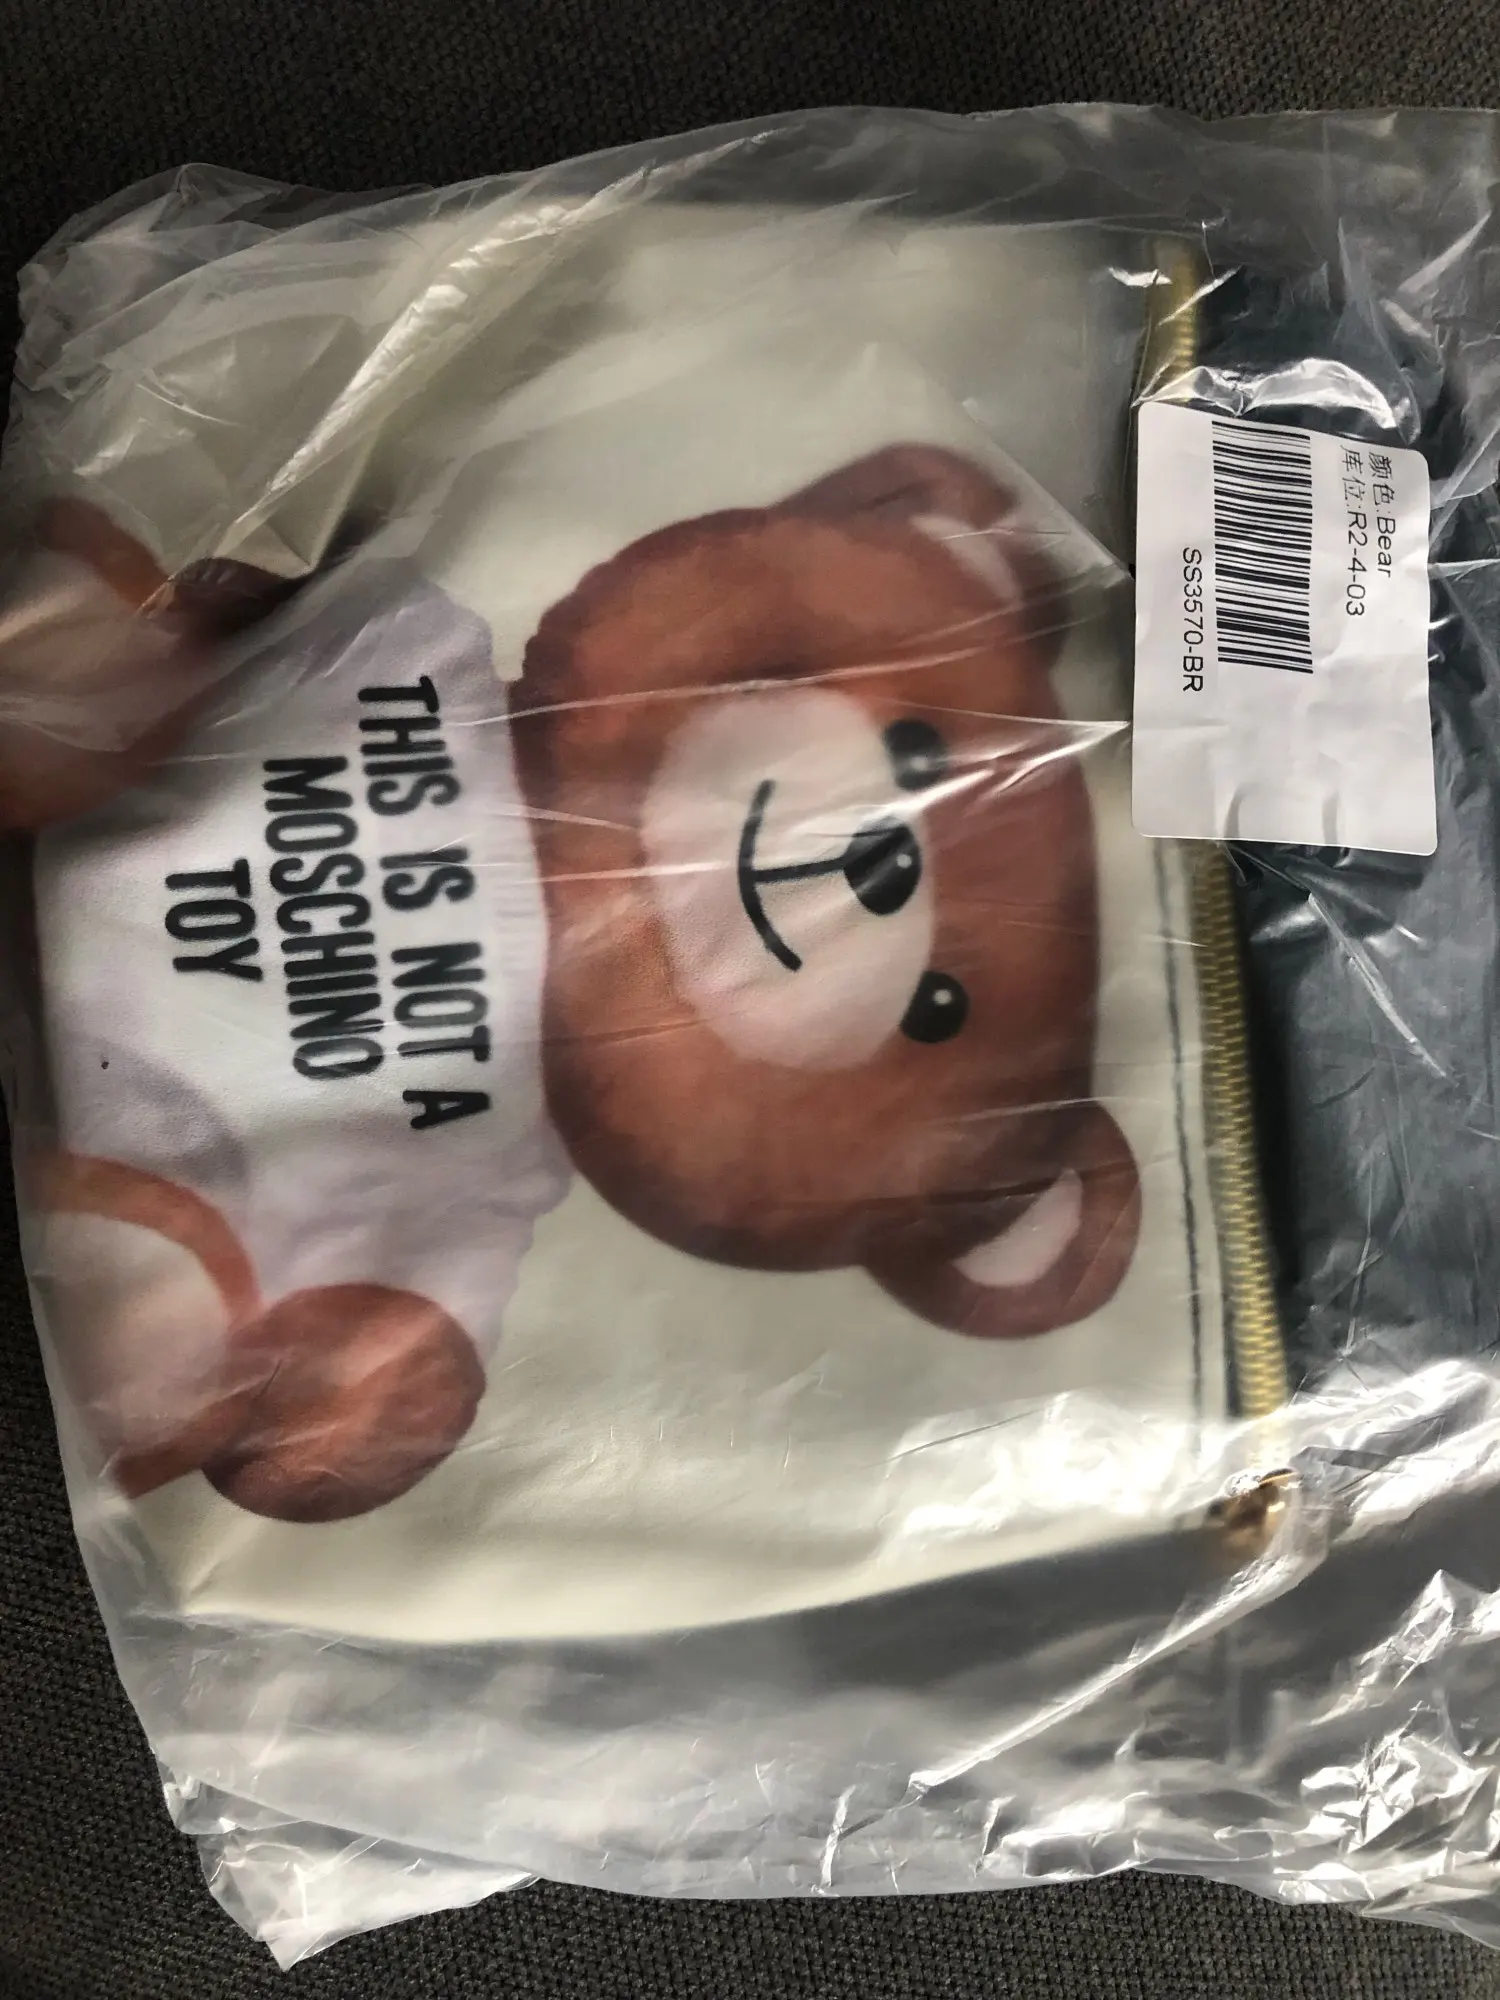 THIS IS NOT A
MOSCHINO
TOY
颜色:Bear
库位:R2-4-03
SS3570-BR